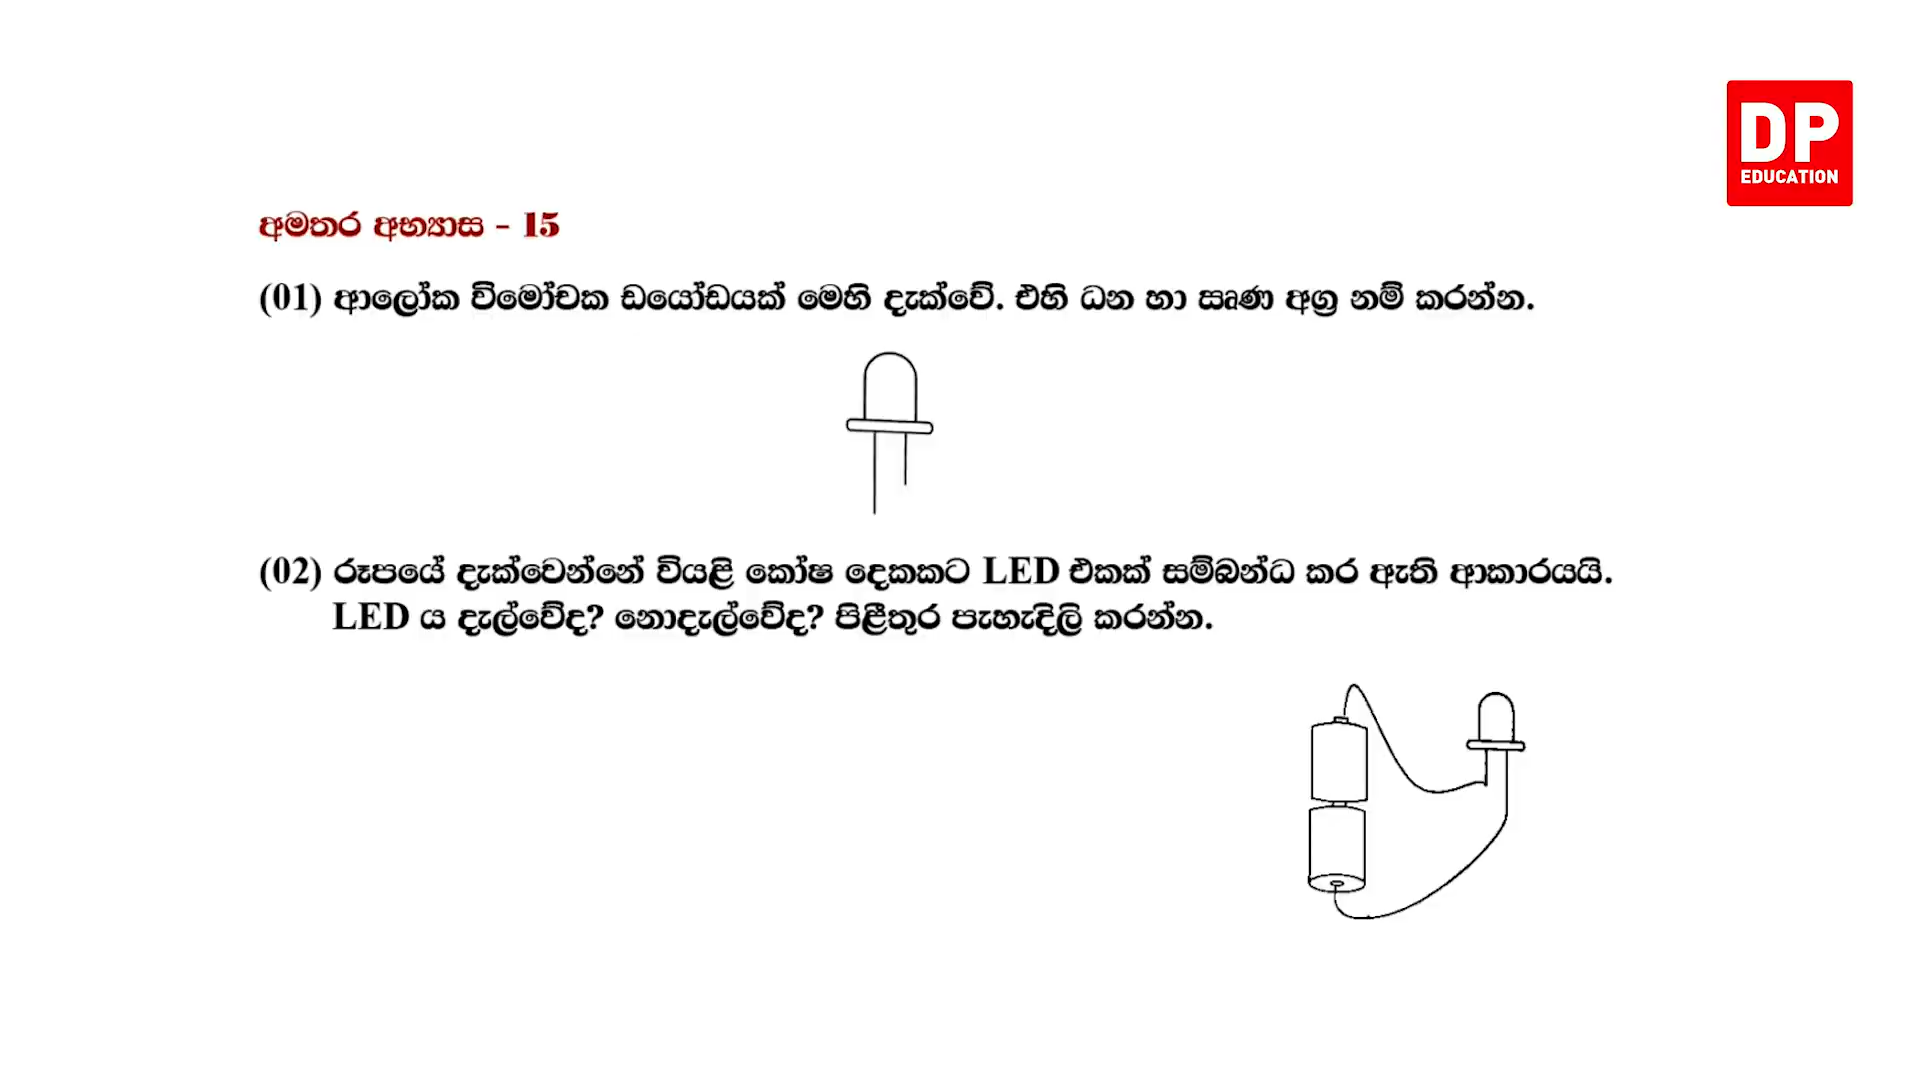 DP
EDUCATION
අමතර අභ්‍යාස - 15
(01) ආලෝක විමෝචක ඩයෝඩයක් මෙහි දැක්වේ. එහි ධන හා සෘණ අග්‍ර නම් කරන්න.
(02) රූපයේ දැක්වෙන්නේ වියළි කෝෂ දෙකකට LED එකක් සම්බන්ධ කර ඇති ආකාරයයි.
LED ය දැල්වේද? නොදැල්වේද? පිළිතුර පැහැදිලි කරන්න.